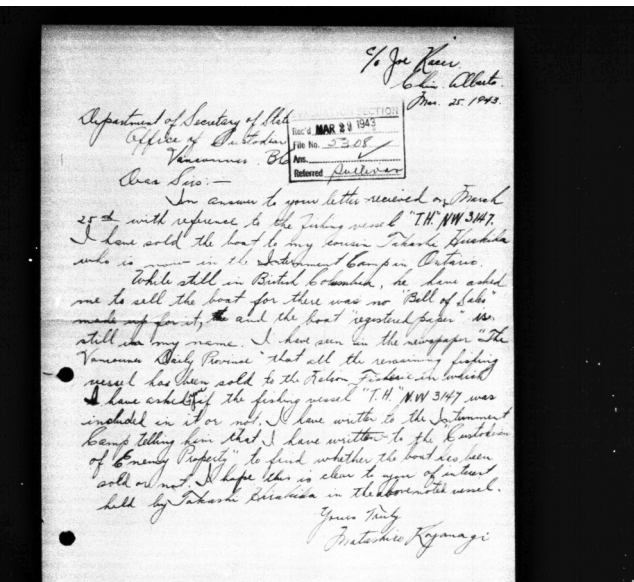 c/o Joe
Chin. Alberta.
Mar. 25. 1943.
Department of Secretary of State
Office of Custodian
Vancouver. BC
SECTION
Rec'd MAR 29 1943
File No. 5308
Ans.
Referred Sullivan
Dear Sirs:—
In answer to your letter recieved on March
25th with reference to the fishing vessel "T.H." NW 3147.
I have sold the boat to my cousin Takashi
who is now in the Internment Camp in Ontario.
While still in British Columbia, he have asked
me to sell the boat for there was no "Bill of Sales"
made up for it, and the boat "registered paper" is
still in my name. I have seen in the newspaper "The
Vancouver Daily Province" that all the remaining fishing
vessel has been sold to the Fisheries in which
I have asked if the fishing vessel "T.H." N.W 3147 was
included in it or not. I have written to the Internment
Camp telling him that I have written to the "Custodian
of Enemy Property" to find whether the boat has been
sold or not. I hope this is clear to you of interest
held by Takashi in the above noted vessel.
Yours Truly
Matashiro Koyanagi